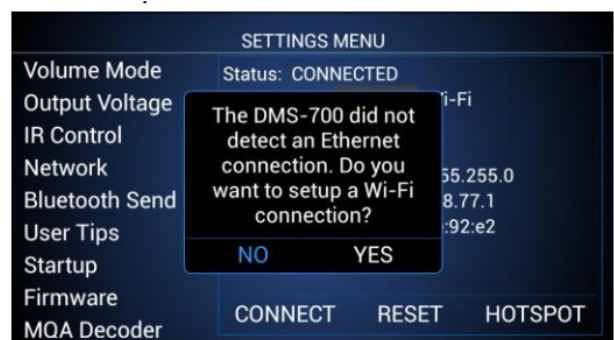 SETTINGS MENU
Volume Mode
Output Voltage
IR Control
Network
Bluetooth Send
User Tips
Startup
Firmware
MQA Decoder
Status: CONNECTED
i-Fi
55.255.0
8.77.1
:92:e2
The DMS-700 did not
detect an Ethernet
connection. Do you
want to setup a Wi-Fi
connection?
NO YES
CONNECT RESET HOTSPOT